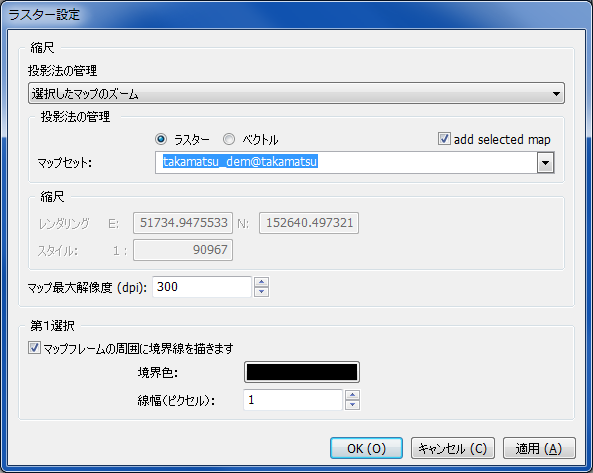 ラスター設定
縮尺
投影法の管理
選択したマップのズーム
投影法の管理
ラスター ベクトル add selected map
マップセット: takamatsu_dem@takamatsu
縮尺
レンダリング E: 51734.9475533 N: 152640.497321
スタイル: 1 : 90967
マップ最大解像度 (dpi): 300
第1選択
マップフレームの周囲に境界線を描きます
境界色:
線幅(ピクセル): 1
OK (O) キャンセル (C) 適用 (A)